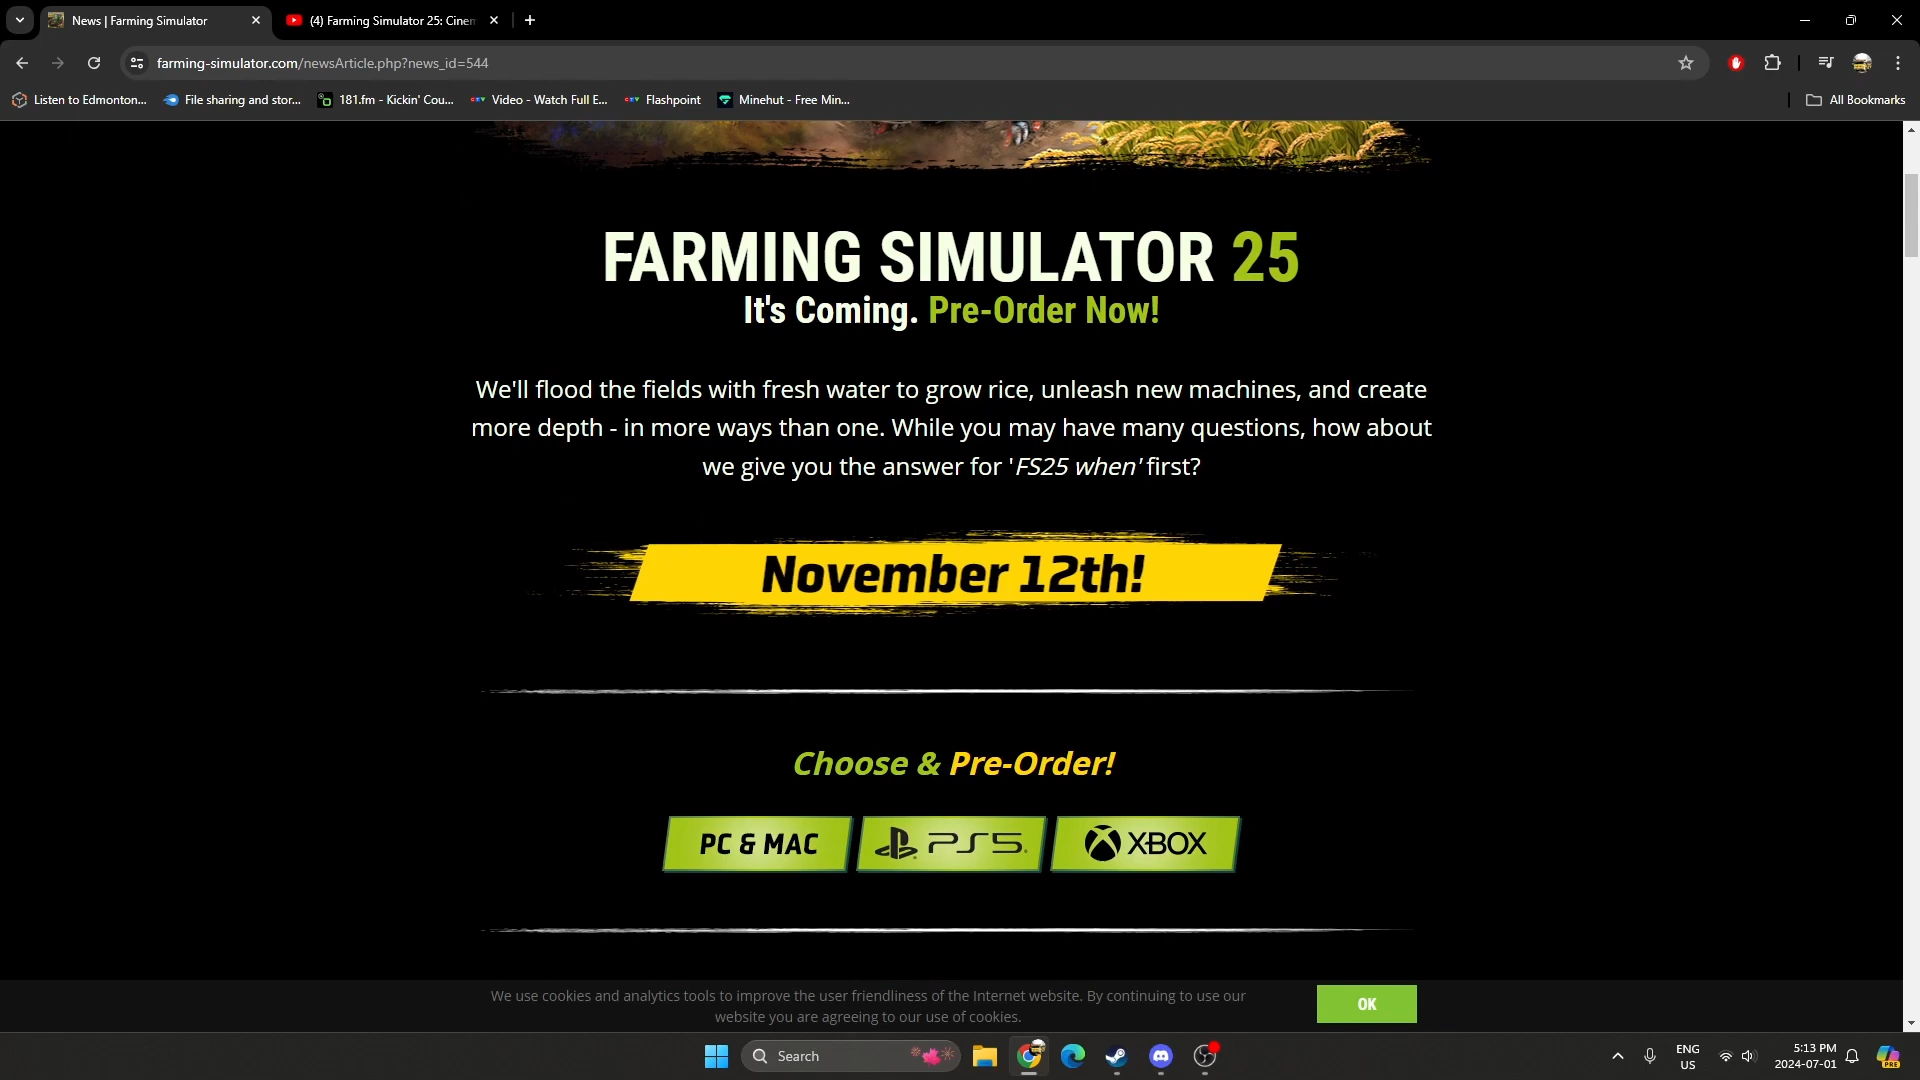 News | Farming Simulator
(4) Farming Simulator 25: Cinem
farming-simulator.com/newsArticle.php?news_id=544
Listen to Edmonton...
File sharing and stor...
181.fm - Kickin' Cou...
Video - Watch Full E...
Flashpoint
Minehut - Free Min...
All Bookmarks
FARMING SIMULATOR 25
It's Coming. Pre-Order Now!
We'll flood the fields with fresh water to grow rice, unleash new machines, and create
more depth - in more ways than one. While you may have many questions, how about
we give you the answer for 'FS25 when' first?
November 12th!
Choose & Pre-Order!
PC & MAC
PS5
XBOX
We use cookies and analytics tools to improve the user friendliness of the Internet website. By continuing to use our
website you are agreeing to our use of cookies.
OK
Search
ENG
US
5:13 PM
2024-07-01
PRE